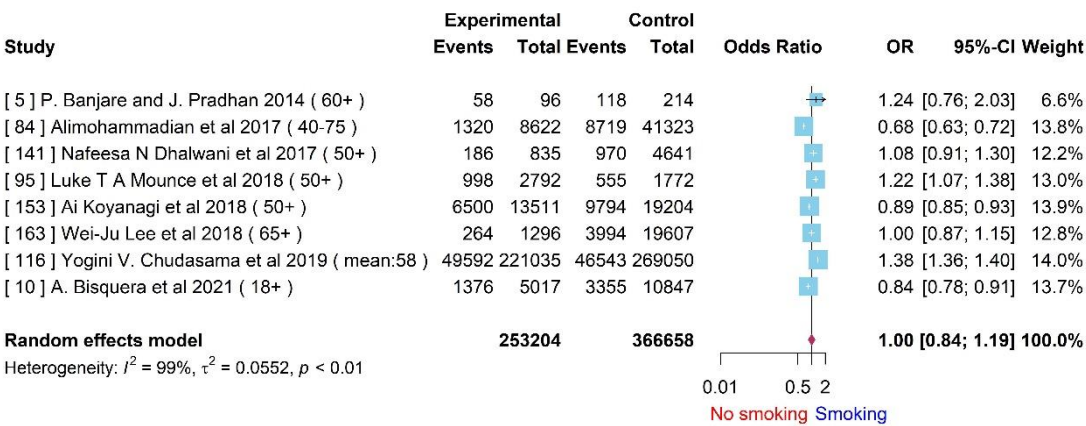 Experimental Control
Study Events Total Events Total Odds Ratio OR 95%-CI Weight
[ 5 ] P. Banjare and J. Pradhan 2014 ( 60+ ) 58 96 118 214 1.24 [0.76; 2.03] 6.6%
[ 84 ] Alimohammadian et al 2017 ( 40-75 ) 1320 8622 8719 41323 0.68 [0.63; 0.72] 13.8%
[ 141 ] Nafeesa N Dhalwani et al 2017 ( 50+ ) 186 835 970 4641 1.08 [0.91; 1.30] 12.2%
[ 95 ] Luke T A Mounce et al 2018 ( 50+ ) 998 2792 555 1772 1.22 [1.07; 1.38] 13.0%
[ 153 ] Ai Koyanagi et al 2018 ( 50+ ) 6500 13511 9794 19204 0.89 [0.85; 0.93] 13.9%
[ 163 ] Wei-Ju Lee et al 2018 ( 65+ ) 264 1296 3994 19607 1.00 [0.87; 1.15] 12.8%
[ 116 ] Yogini V. Chudasama et al 2019 ( mean:58 ) 49592 221035 46543 269050 1.38 [1.36; 1.40] 14.0%
[ 10 ] A. Bisquera et al 2021 ( 18+ ) 1376 5017 3355 10847 0.84 [0.78; 0.91] 13.7%
Random effects model 253204 366658 1.00 [0.84; 1.19] 100.0%
Heterogeneity: I² = 99%, τ² = 0.0552, p < 0.01
0.01 0.5 2
No smoking Smoking